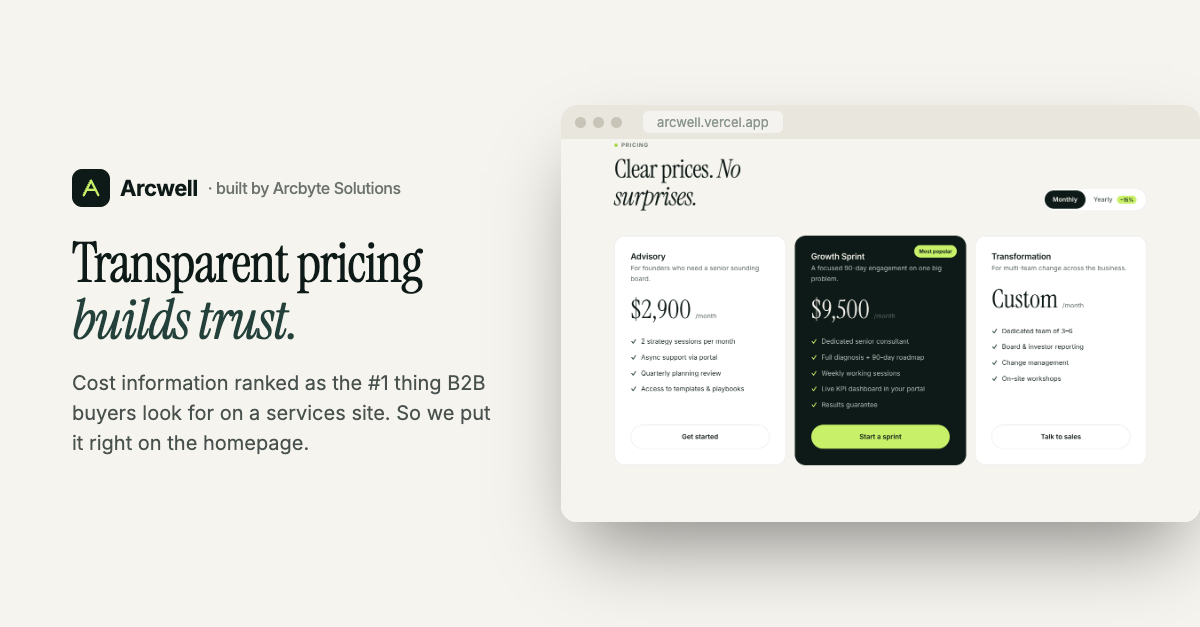 Arcwell · built by Arcbyte Solutions
Transparent pricing
builds trust.
Cost information ranked as the #1 thing B2B
buyers look for on a services site. So we put
it right on the homepage.
arcwell.vercel.app
PRICING
Clear prices. No
surprises.
Monthly Yearly −15%
Advisory
For founders who need a senior sounding
board.
$2,900 /month
2 strategy sessions per month
Async support via portal
Quarterly planning review
Access to templates & playbooks
Get started
Most popular
Growth Sprint
A focused 90-day engagement on one big
problem.
$9,500 /month
Dedicated senior consultant
Full diagnosis + 90-day roadmap
Weekly working sessions
Live KPI dashboard in your portal
Results guarantee
Start a sprint
Transformation
For multi-team change across the business.
Custom /month
Dedicated team of 3–6
Board & investor reporting
Change management
On-site workshops
Talk to sales